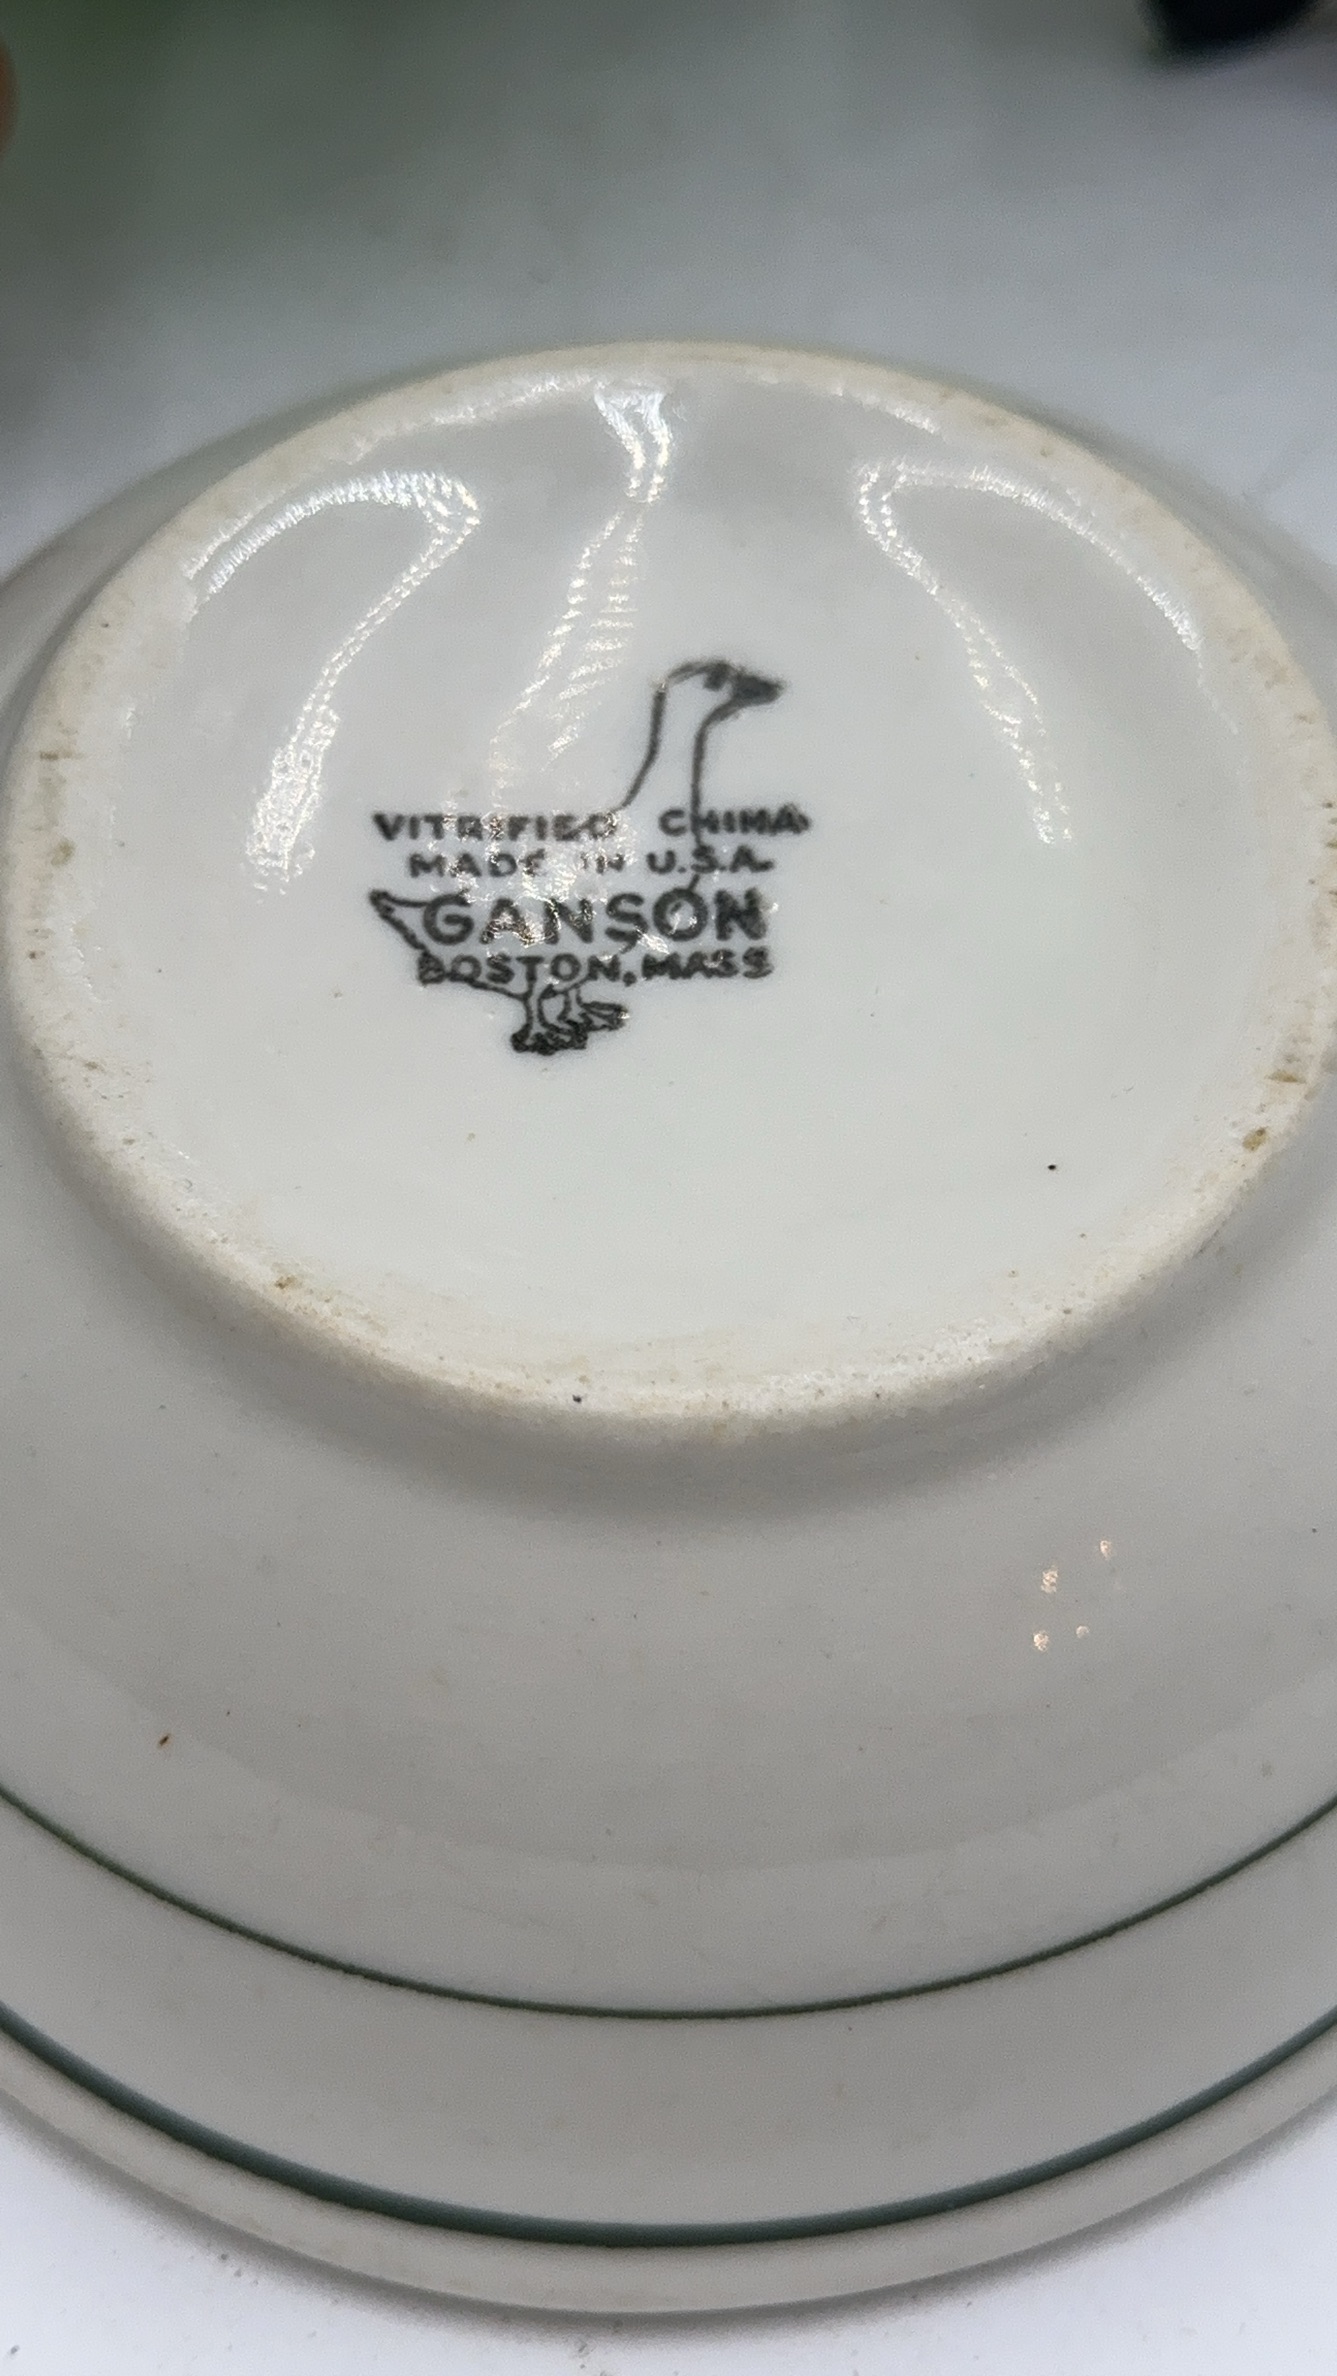 VITRIFIED CHINA
MADE IN U.S.A.
GANSON
BOSTON, MASS